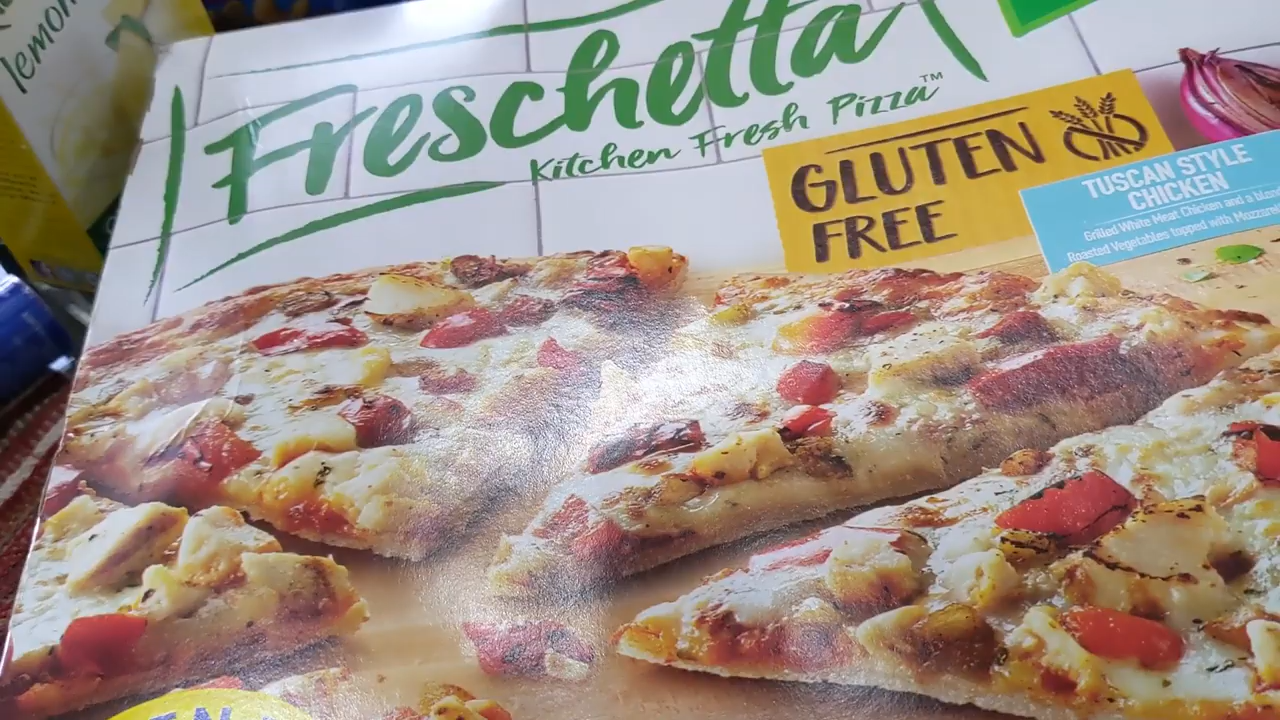 lemon
Freschetta
Kitchen Fresh Pizza™
GLUTEN
FREE
TUSCAN STYLE
CHICKEN
Grilled White Meat Chicken and a blend
Roasted Vegetables topped with Mozzarel